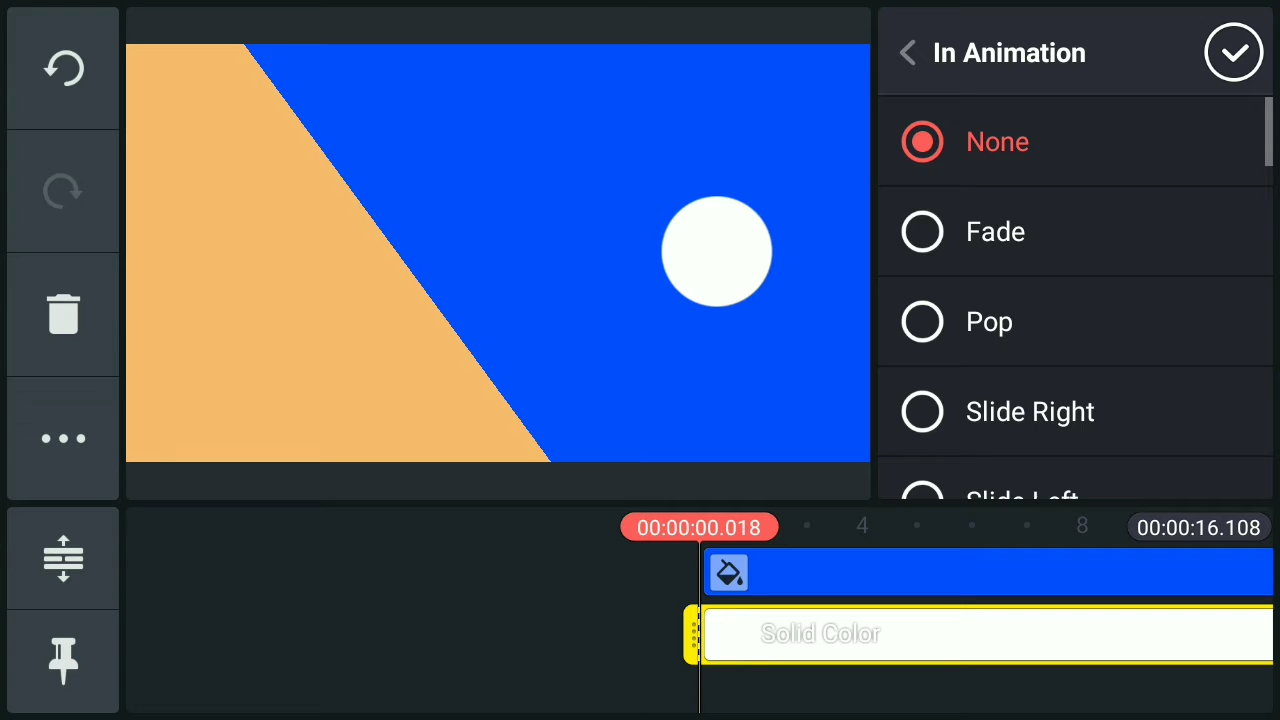 In Animation
None
Fade
Pop
Slide Right
Slide Left
00:00:00.018
4
8
00:00:16.108
Solid Color